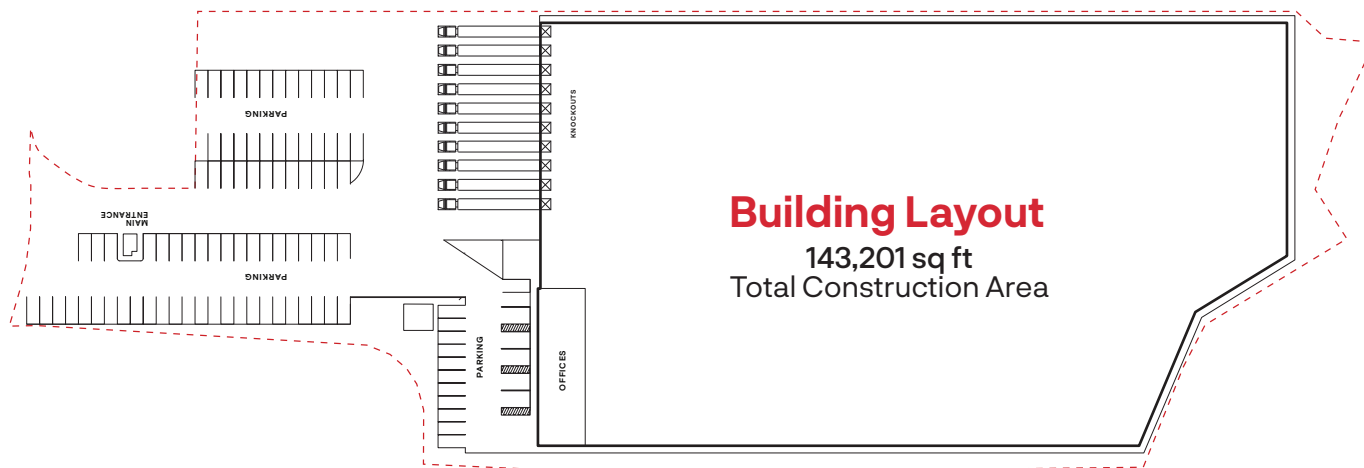 PARKING
KNOCKOUTS
Building Layout
143,201 sq ft
Total Construction Area
MAIN
ENTRANCE
PARKING
PARKING
OFFICES